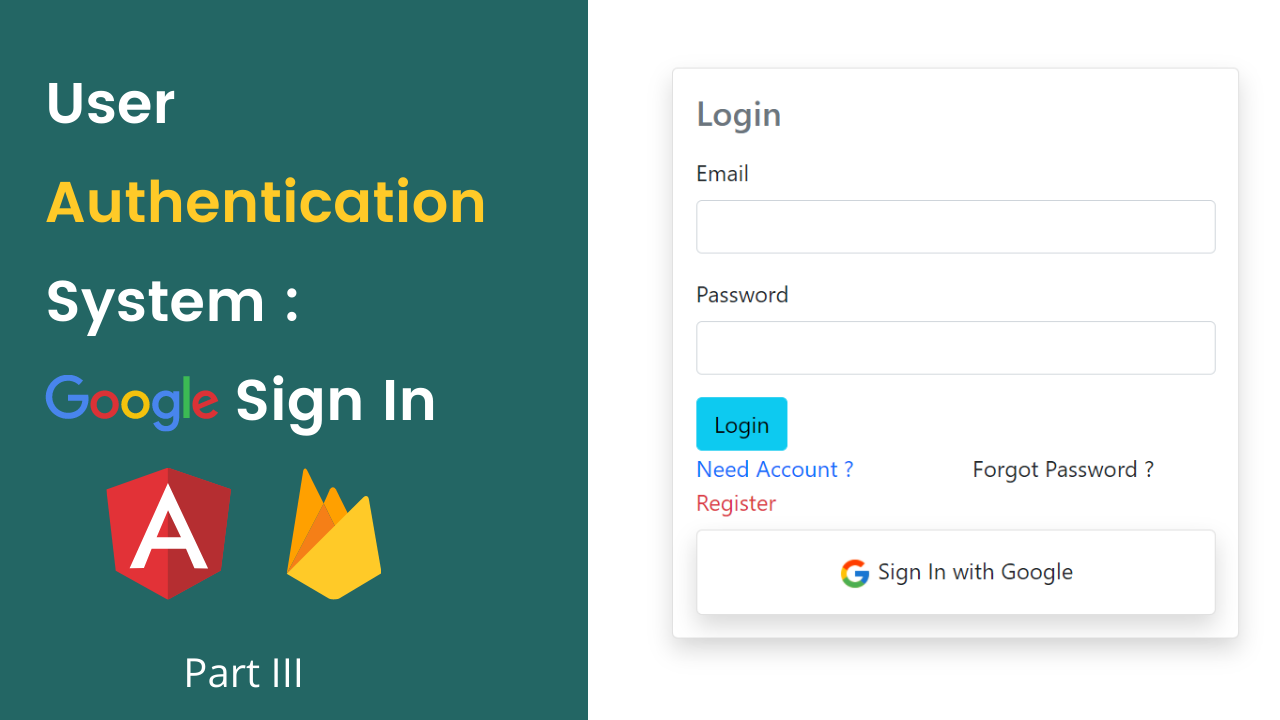 User
Authentication
System :
Google Sign In
Part III
Login
Email
Password
Login
Need Account ?
Register
Forgot Password ?
Sign In with Google